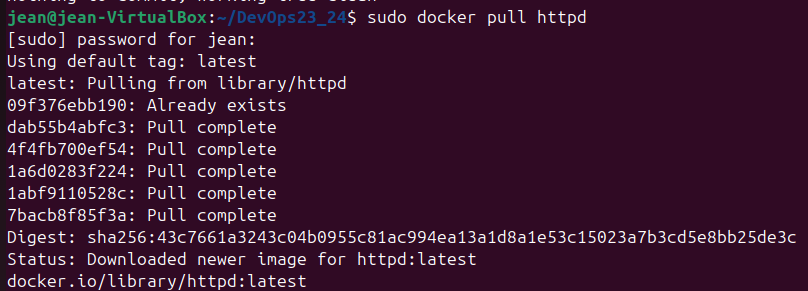 jean@jean-VirtualBox:~/DevOps23_24$ sudo docker pull httpd
[sudo] password for jean:
Using default tag: latest
latest: Pulling from library/httpd
09f376ebb190: Already exists
dab55b4abfc3: Pull complete
4f4fb700ef54: Pull complete
1a6d0283f224: Pull complete
1abf9110528c: Pull complete
7bacb8f85f3a: Pull complete
Digest: sha256:43c7661a3243c04b0955c81ac994ea13a1d8a1e53c15023a7b3cd5e8bb25de3c
Status: Downloaded newer image for httpd:latest
docker.io/library/httpd:latest